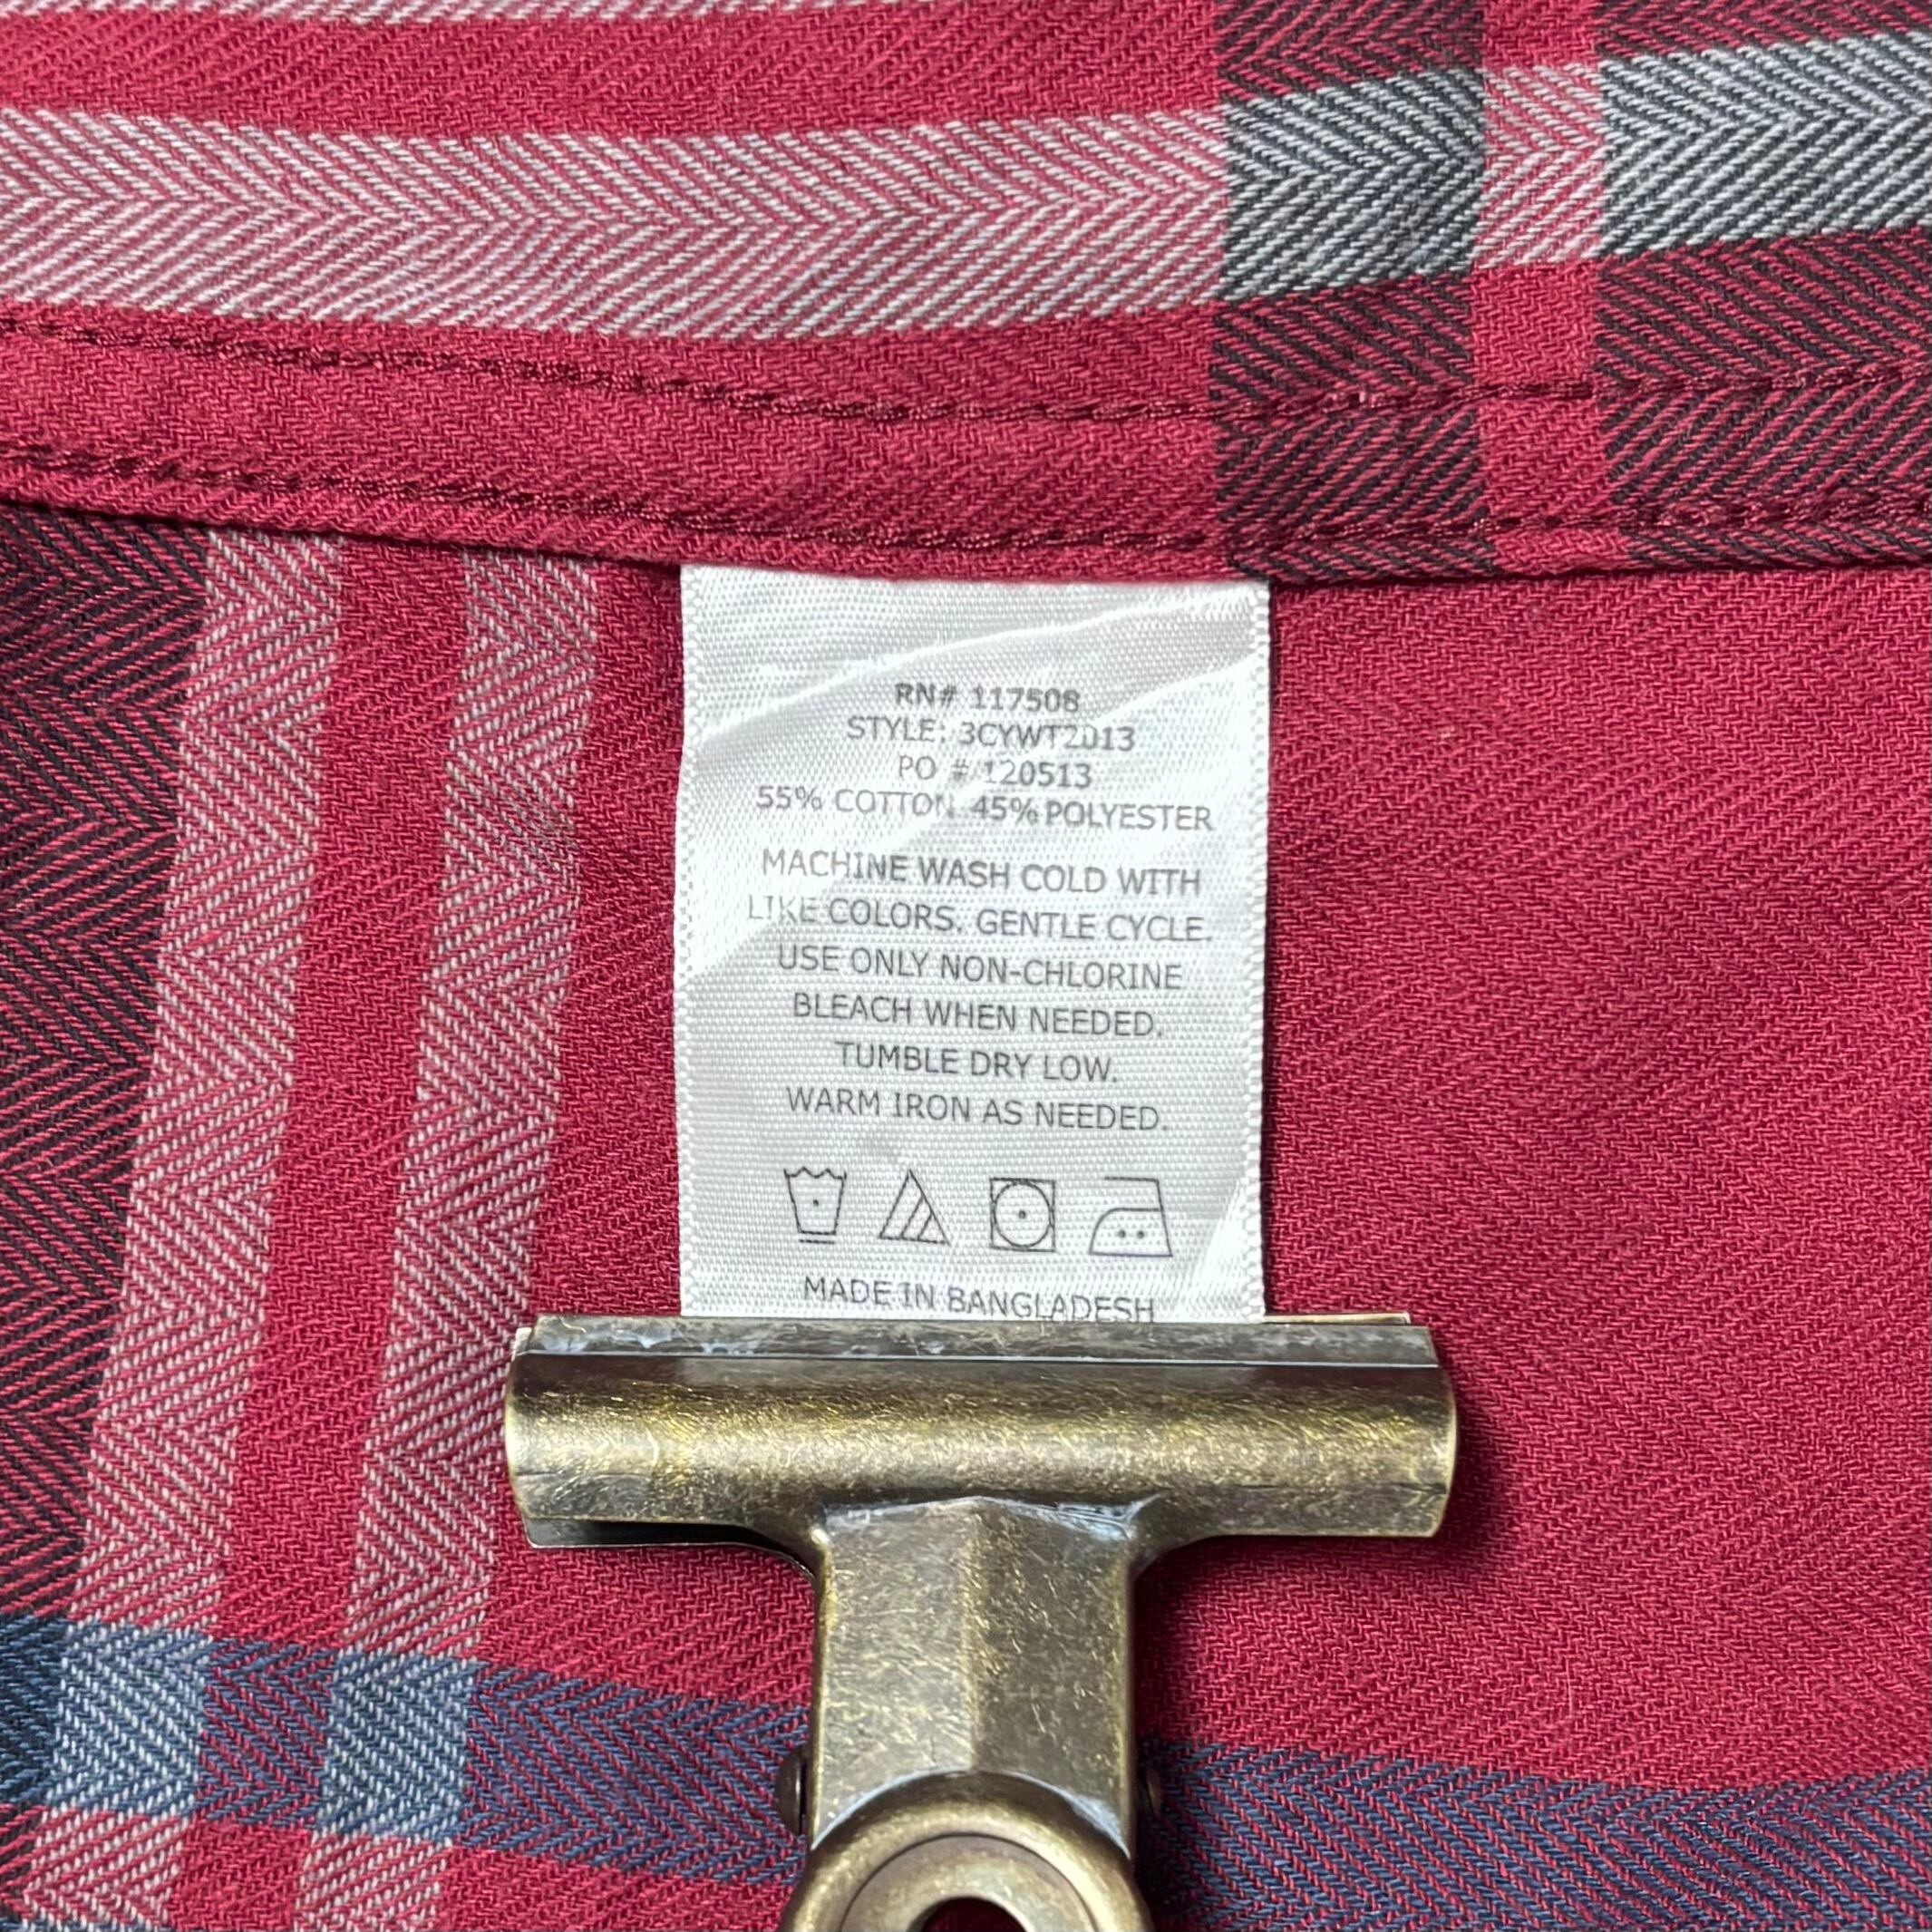 RN# 117508
STYLE: 3CYWT2013
PO # 120513
55% COTTON 45% POLYESTER
MACHINE WASH COLD WITH
LIKE COLORS. GENTLE CYCLE.
USE ONLY NON-CHLORINE
BLEACH WHEN NEEDED.
TUMBLE DRY LOW.
WARM IRON AS NEEDED.
MADE IN BANGLADESH